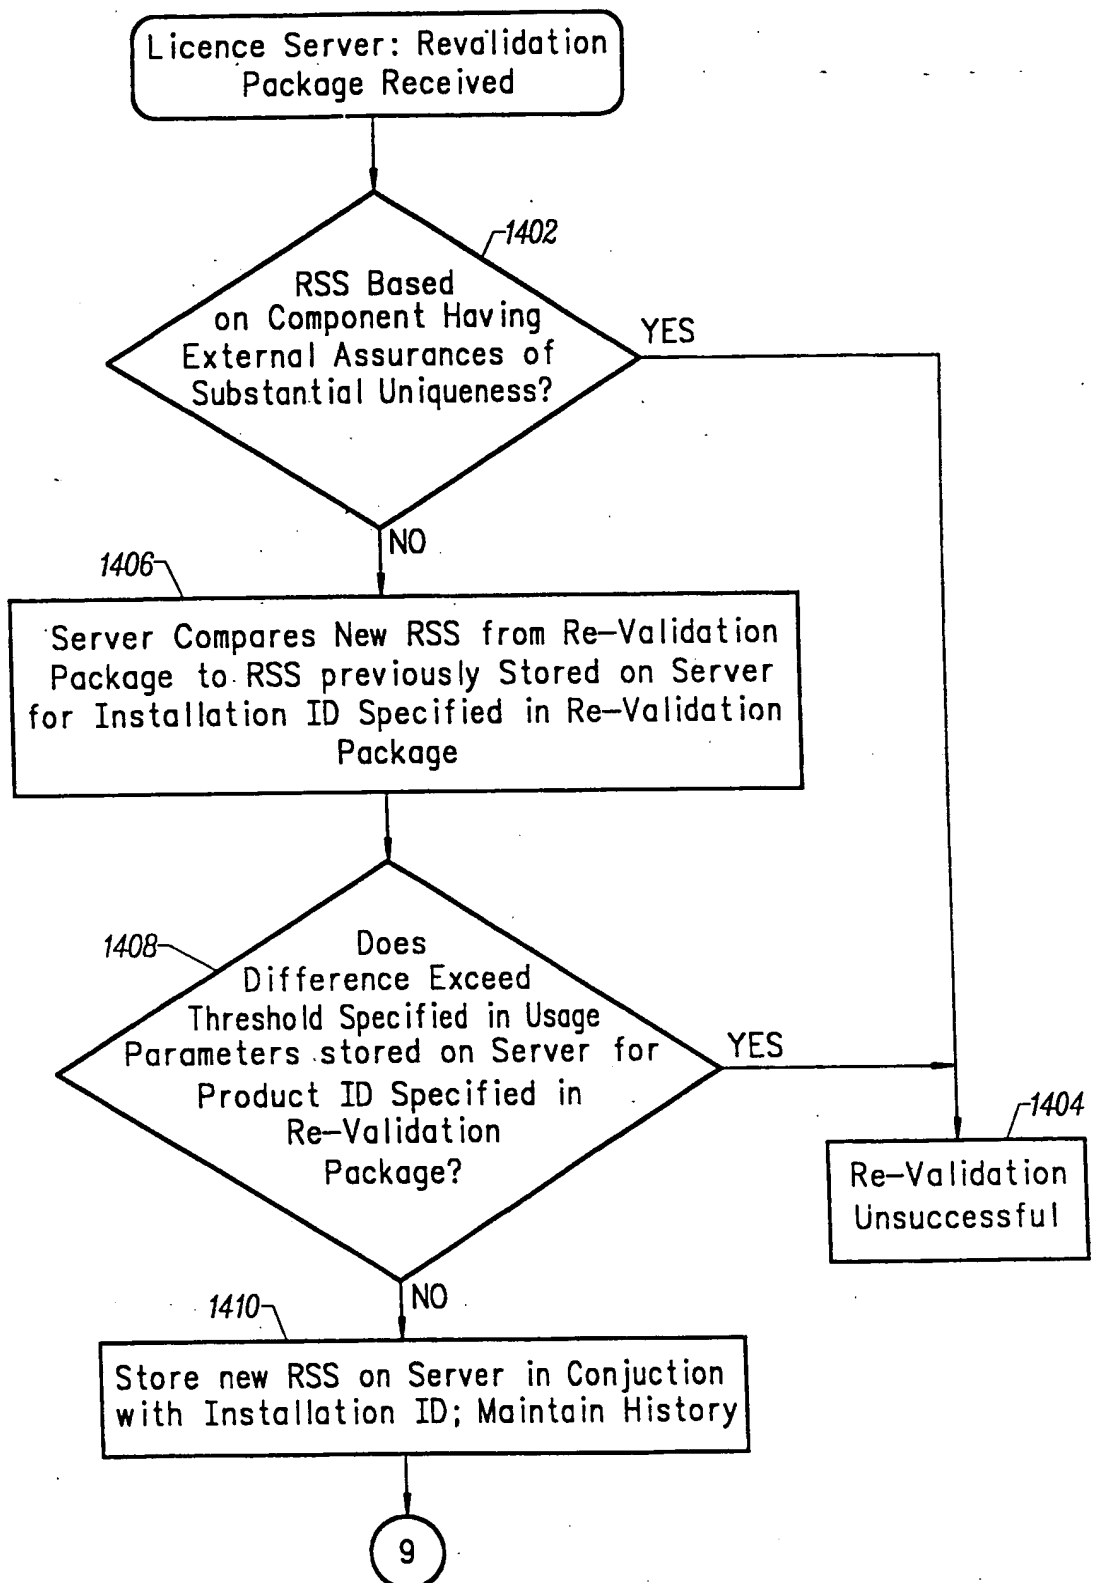 Licence Server: Revalidation
Package Received
1402
RSS Based
on Component Having
External Assurances of
Substantial Uniqueness?
YES
NO
1406
Server Compares New RSS from Re-Validation
Package to RSS previously Stored on Server
for Installation ID Specified in Re-Validation
Package
1408
Does
Difference Exceed
Threshold Specified in Usage
Parameters stored on Server for
Product ID Specified in
Re-Validation
Package?
YES
1404
Re-Validation
Unsuccessful
NO
1410
Store new RSS on Server in Conjuction
with Installation ID; Maintain History
9